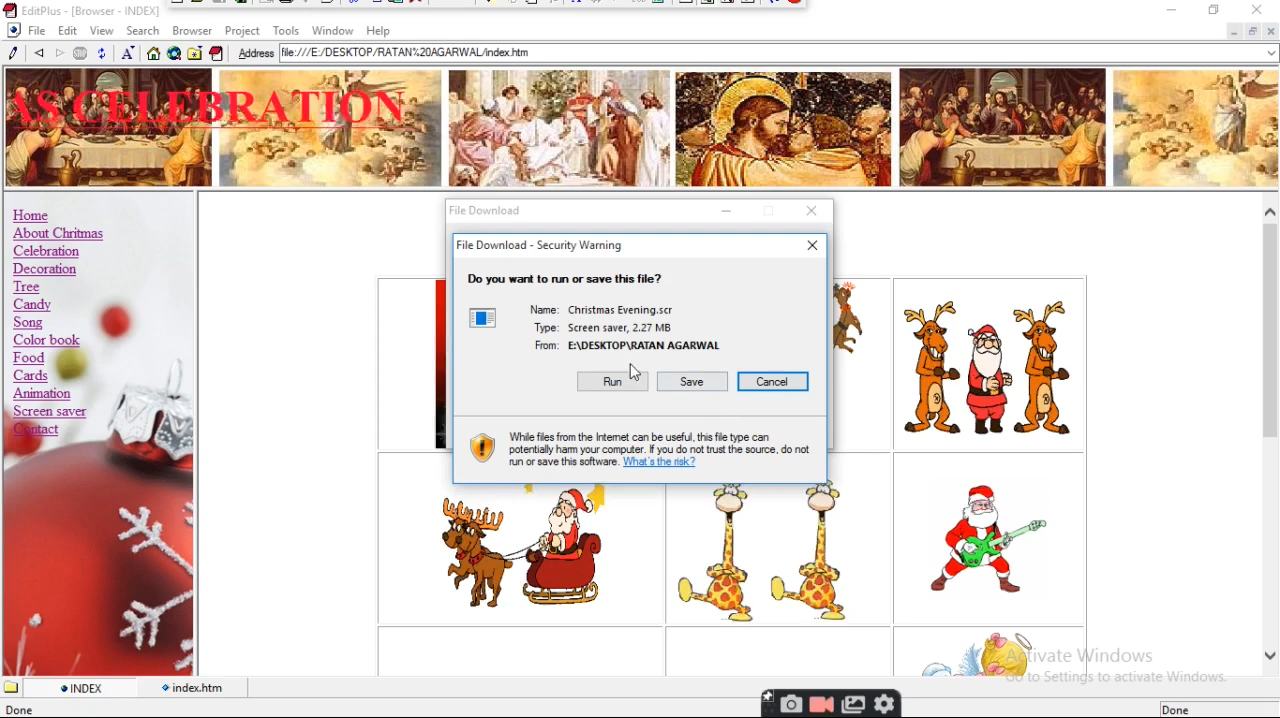 EditPlus - [Browser - INDEX]
File Edit View Search Browser Project Tools Window Help
Address file:///E:/DESKTOP/RATAN%20AGARWAL/index.htm
AS CELEBRATION
Home
About Chritmas
Celebration
Decoration
Tree
Candy
Song
Color book
Food
Cards
Animation
Screen saver
Contact
File Download
File Download - Security Warning
Do you want to run or save this file?
Name: Christmas Evening.scr
Type: Screen saver, 2.27 MB
From: E:\DESKTOP\RATAN AGARWAL
Run Save Cancel
While files from the Internet can be useful, this file type can
potentially harm your computer. If you do not trust the source, do not
run or save this software. What's the risk?
Activate Windows
Go to Settings to activate Windows.
INDEX index.htm
Done Done